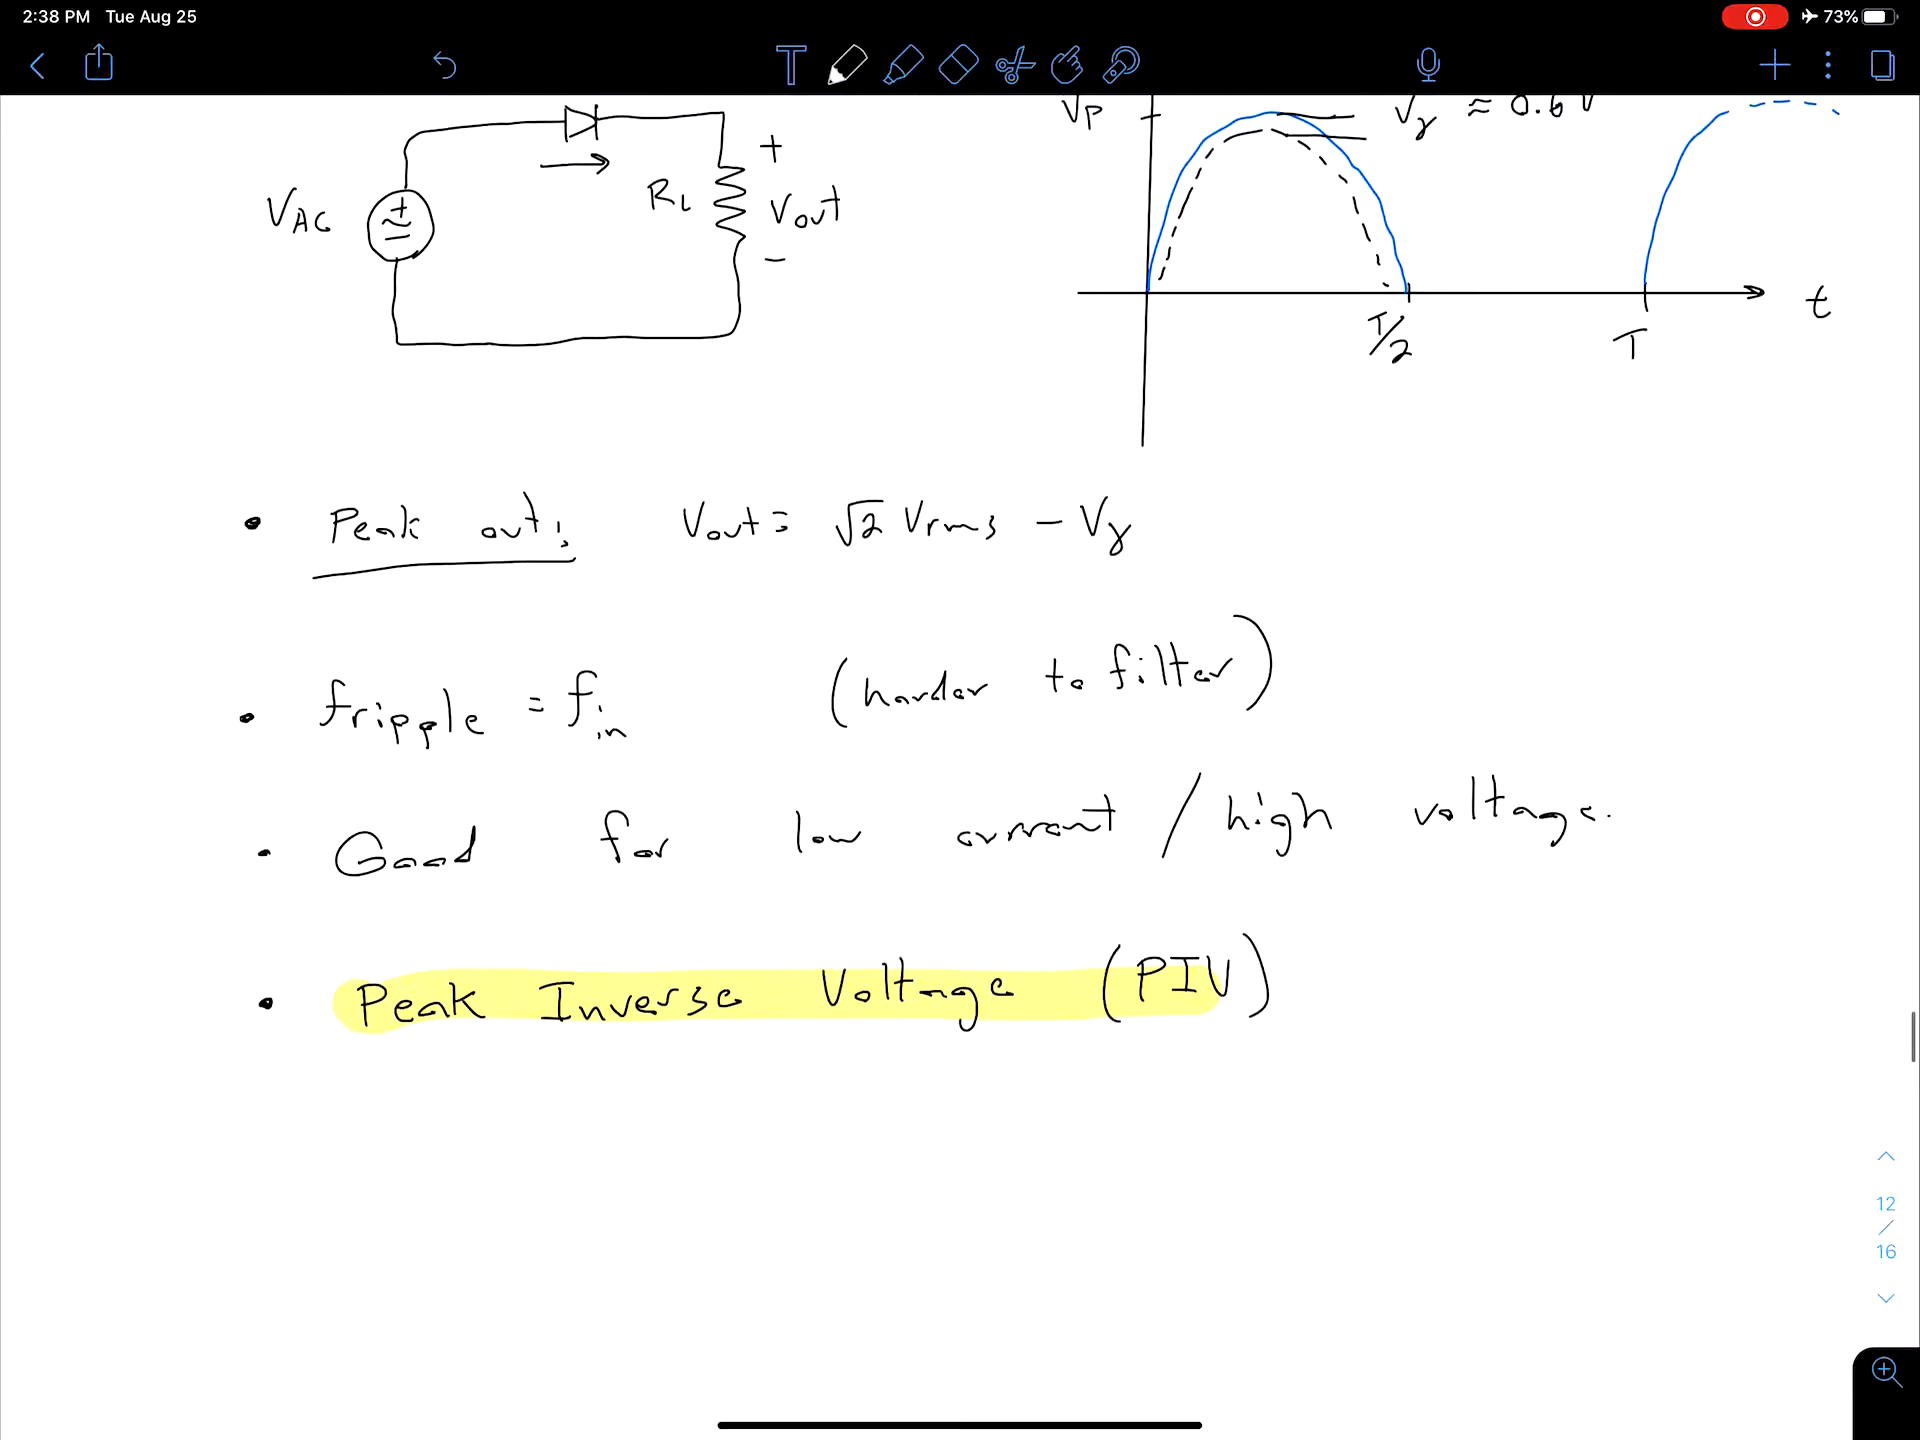 2:38 PM Tue Aug 25
73%
T
VP
Vγ ≈ 0.6 V
VAC
RL
+
Vout
-
t
T/2
T
• Peak out: Vout = √2 Vrms - Vγ
• fripple = fin (harder to filter)
• Good for low current / high voltage.
• Peak Inverse Voltage (PIV)
12
/
16